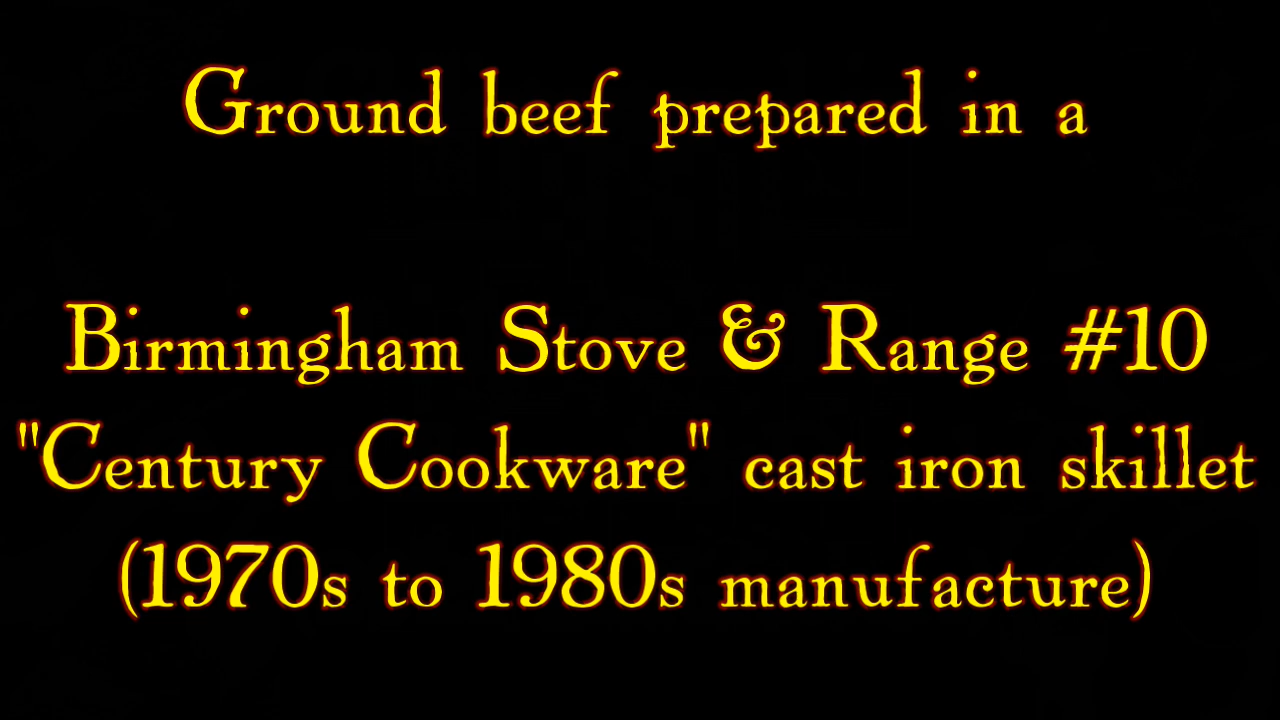 Ground beef prepared in a
Birmingham Stove & Range #10
"Century Cookware" cast iron skillet
(1970s to 1980s manufacture)